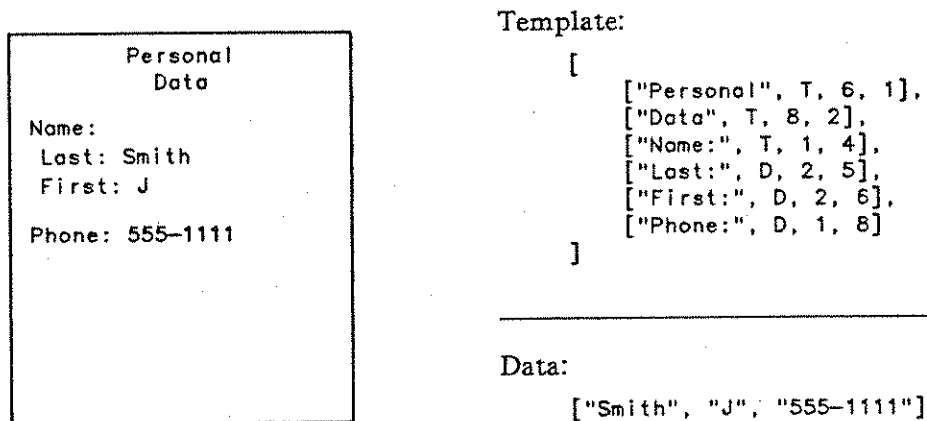 Personal
Data
Name:
Last: Smith
First: J
Phone: 555-1111
Template:
[
["Personal", T, 6, 1],
["Data", T, 8, 2],
["Name:", T, 1, 4],
["Last:", D, 2, 5],
["First:", D, 2, 6],
["Phone:", D, 1, 8]
]
Data:
["Smith", "J", "555-1111"]